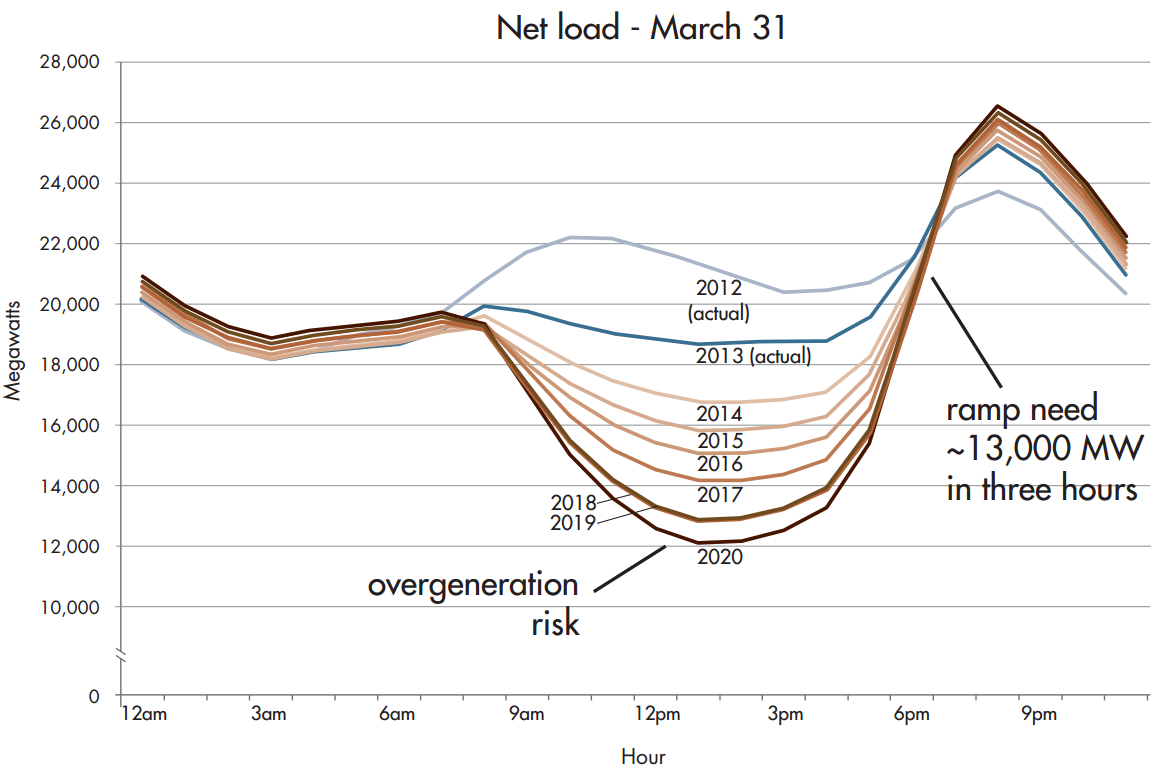 Net load - March 31
28,000
26,000
24,000
22,000
20,000
18,000
16,000
14,000
12,000
10,000
0
Megawatts
2012
(actual)
2013 (actual)
2014
2015
2016
2017
2018
2019
2020
ramp need
~13,000 MW
in three hours
overgeneration
risk
12am 3am 6am 9am 12pm 3pm 6pm 9pm
Hour